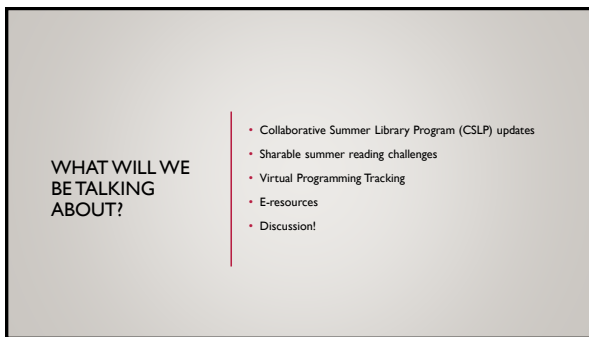 WHAT WILL WE
BE TALKING
ABOUT?
• Collaborative Summer Library Program (CSLP) updates
• Sharable summer reading challenges
• Virtual Programming Tracking
• E-resources
• Discussion!